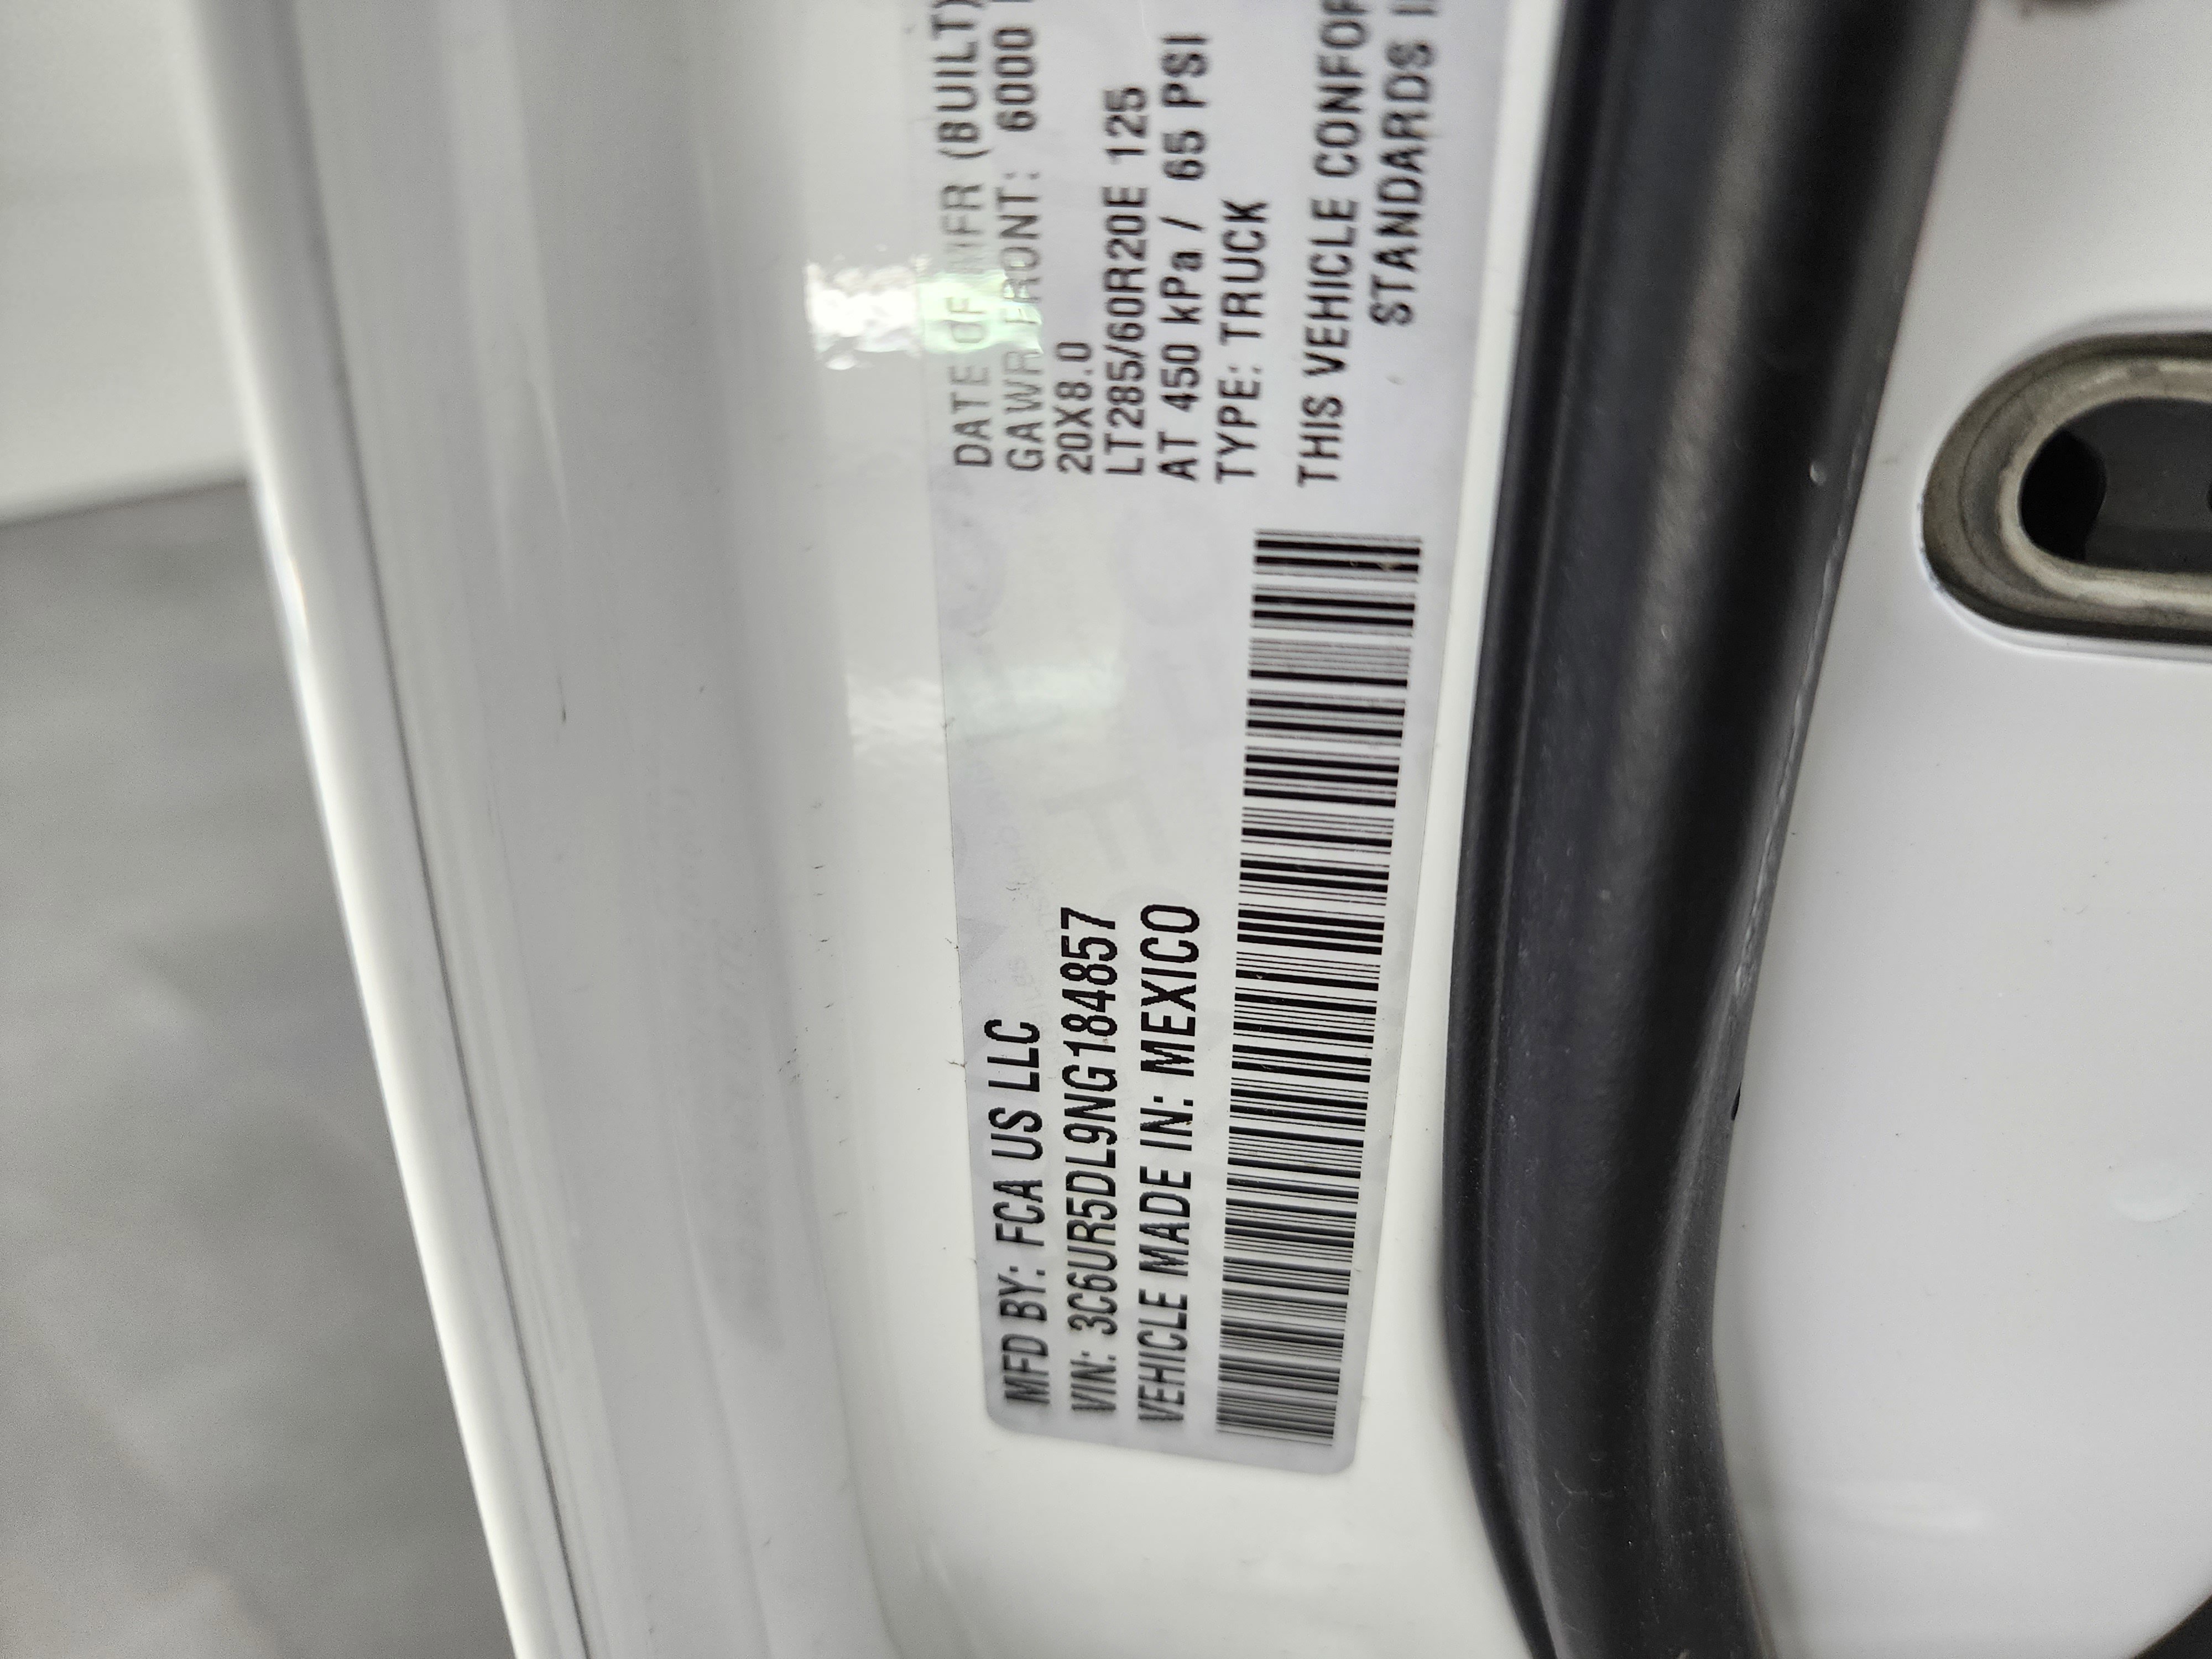 MFD BY: FCA US LLC
VIN: 3C6UR5DL9NG184857
VEHICLE MADE IN: MEXICO
DATE OF MFR (BUILT)
GAWR FRONT: 6000
20X8.0
LT285/60R20E 125
AT 450 kPa / 65 PSI
TYPE: TRUCK
THIS VEHICLE CONFOR
STANDARDS I